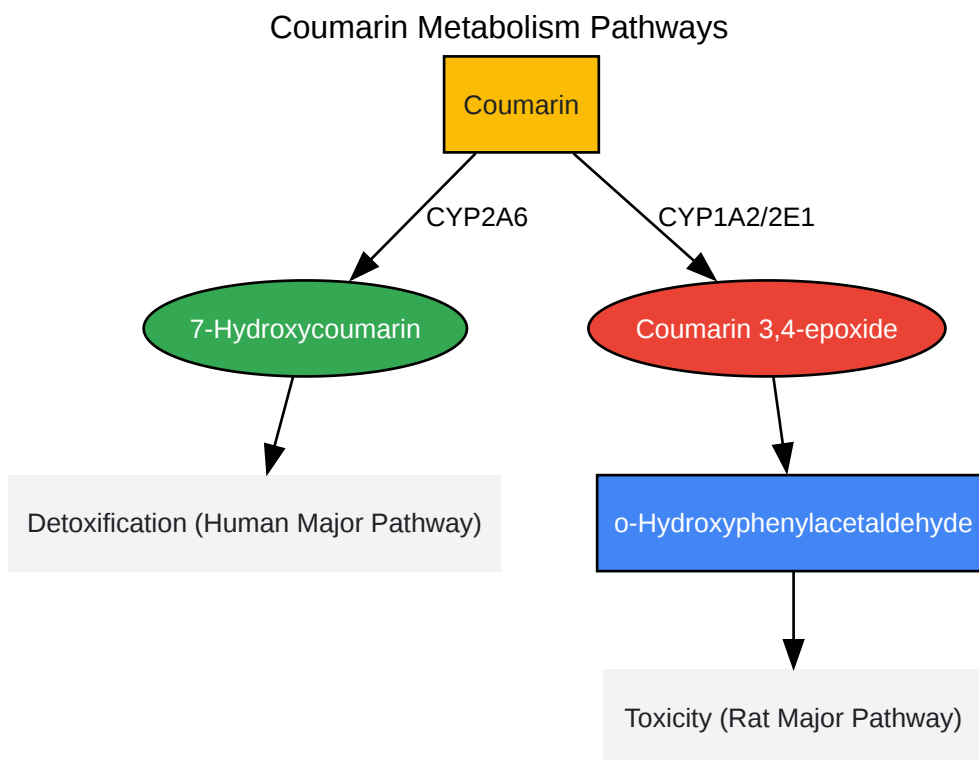 Coumarin Metabolism Pathways
Coumarin
CYP2A6
CYP1A2/2E1
7-Hydroxycoumarin
Coumarin 3,4-epoxide
Detoxification (Human Major Pathway)
o-Hydroxyphenylacetaldehyde
Toxicity (Rat Major Pathway)